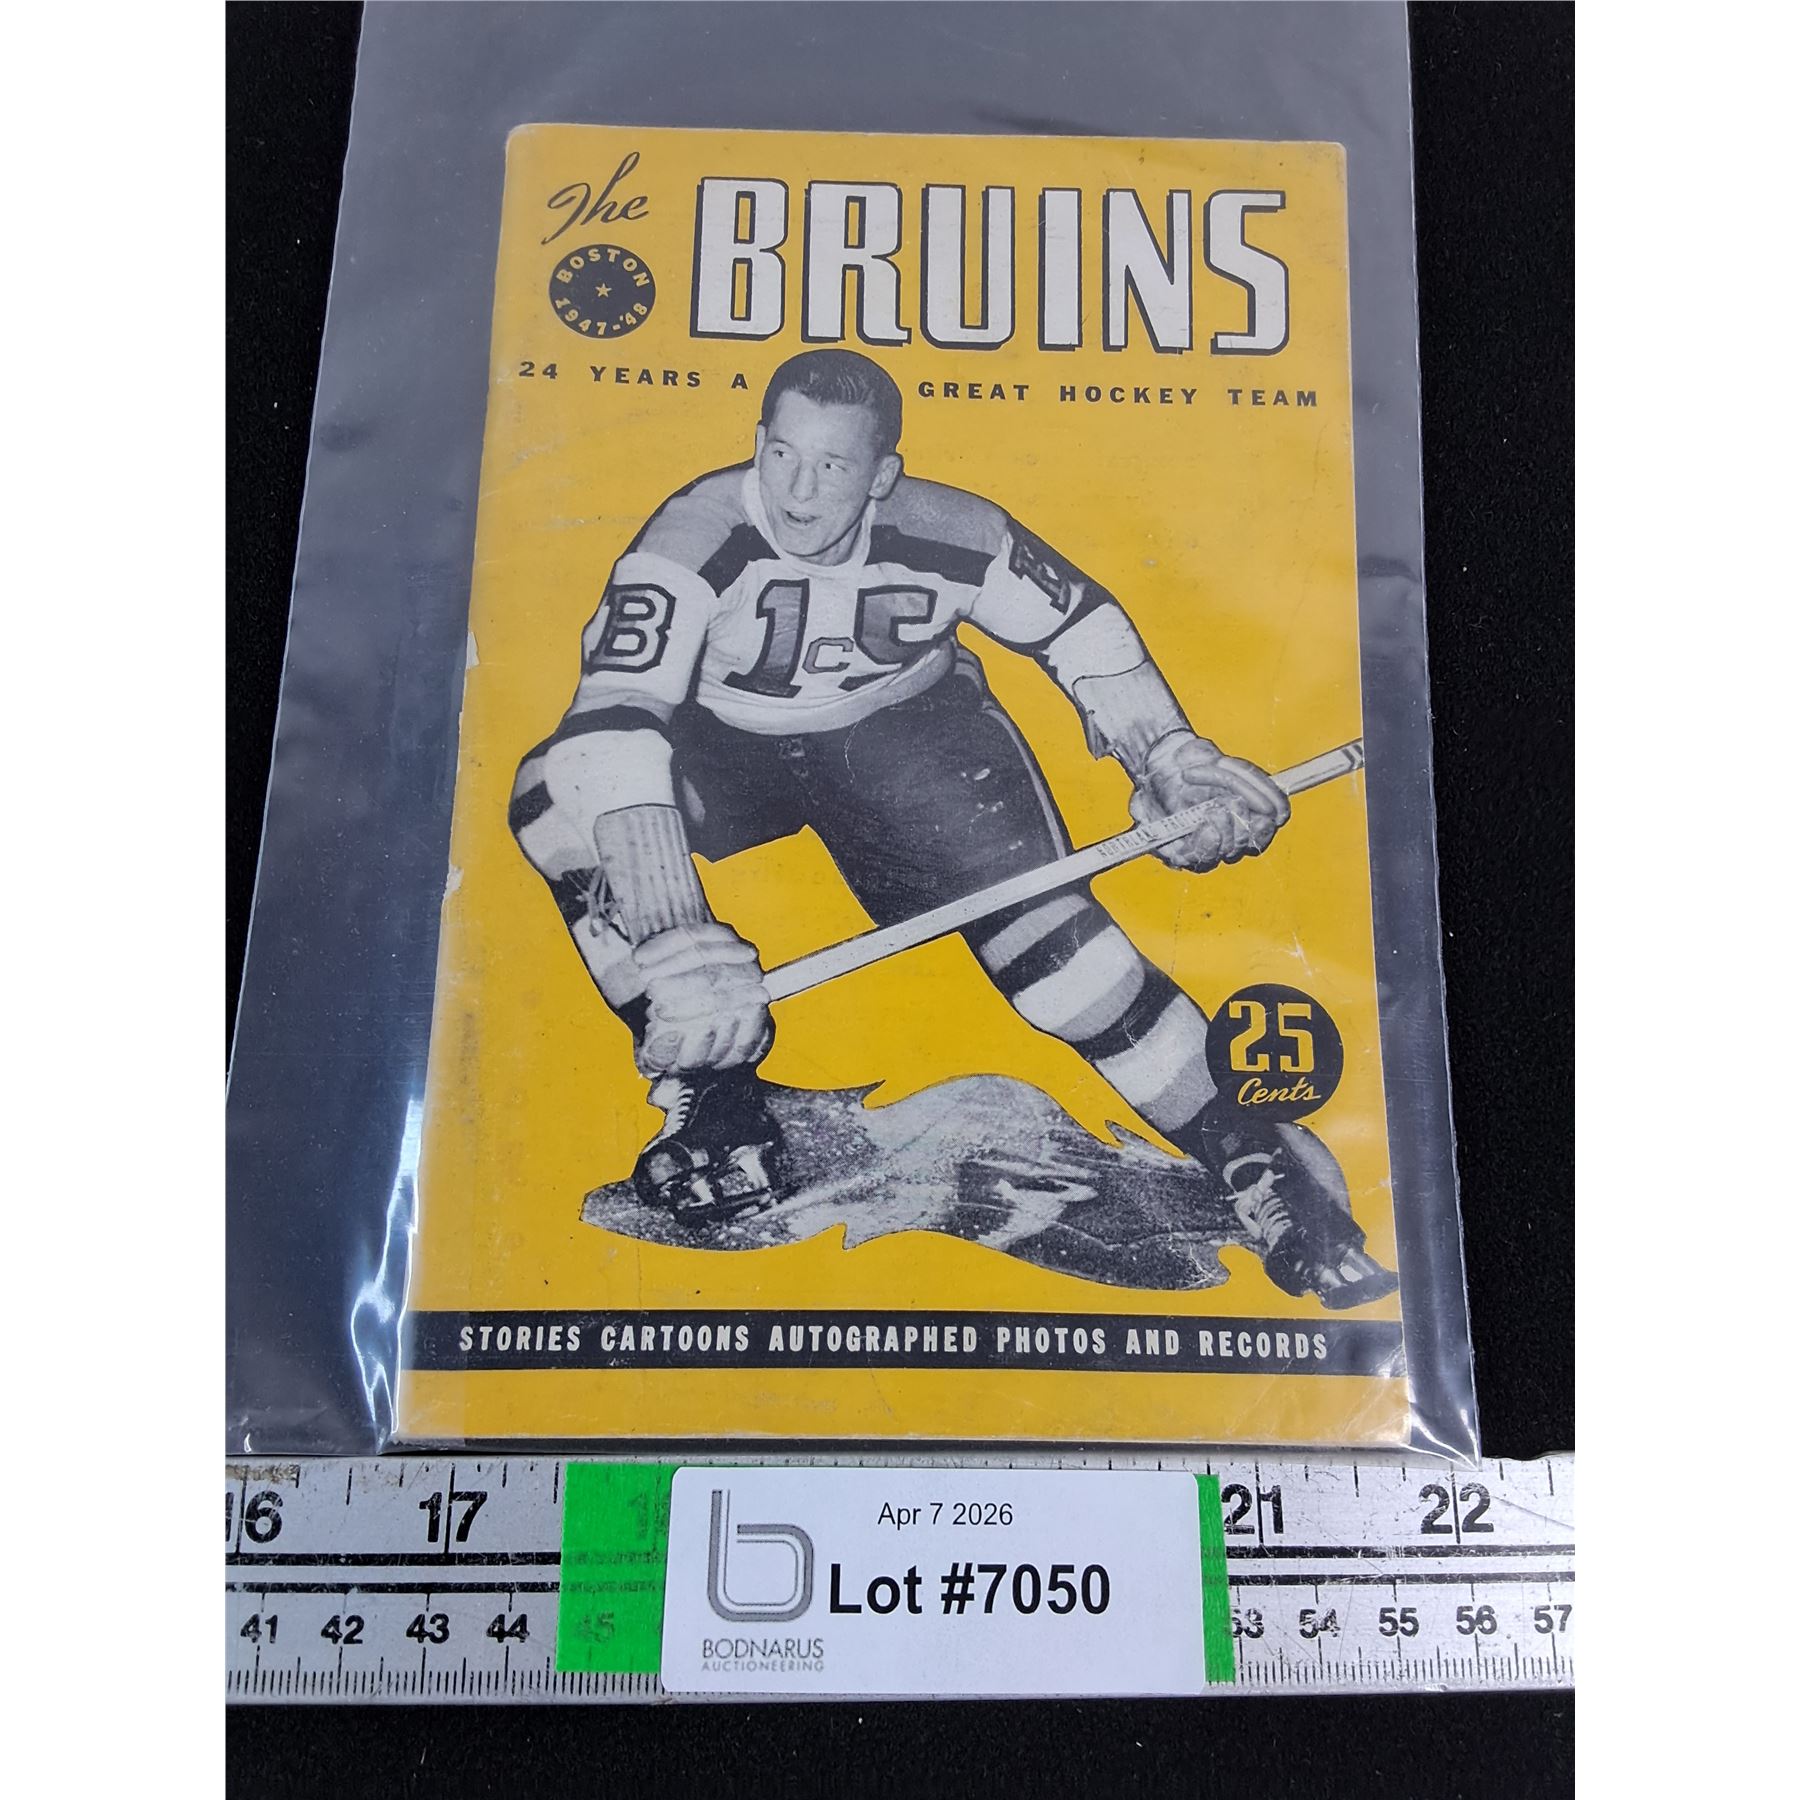 The BRUINS
BOSTON
1947-'48
24 YEARS A GREAT HOCKEY TEAM
B 15 B
C
NORTHLAND
25
Cents
STORIES CARTOONS AUTOGRAPHED PHOTOS AND RECORDS
16 17 21 22
Apr 7 2026
b Lot #7050
41 42 43 44 45 53 54 55 56 57
BODNARUS
AUCTIONEERING